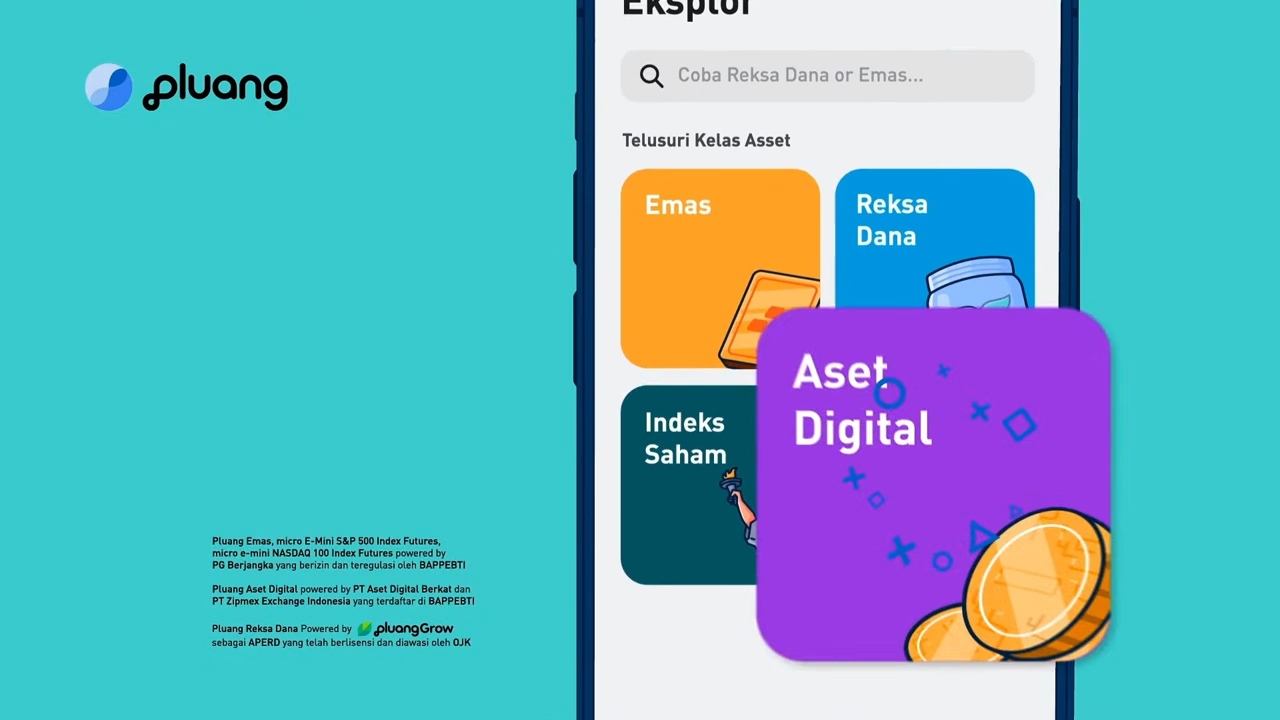 pluang
Eksplor
Coba Reksa Dana or Emas...
Telusuri Kelas Asset
Emas
Reksa
Dana
Indeks
Saham
Aset
Digital
Pluang Emas, micro E-Mini S&P 500 Index Futures,
micro e-mini NASDAQ 100 Index Futures powered by
PG Berjangka yang berizin dan teregulasi oleh BAPPEBTI
Pluang Aset Digital powered by PT Aset Digital Berkat dan
PT Zipmex Exchange Indonesia yang terdaftar di BAPPEBTI
Pluang Reksa Dana Powered by pluangGrow
sebagai APERD yang telah berlisensi dan diawasi oleh OJK